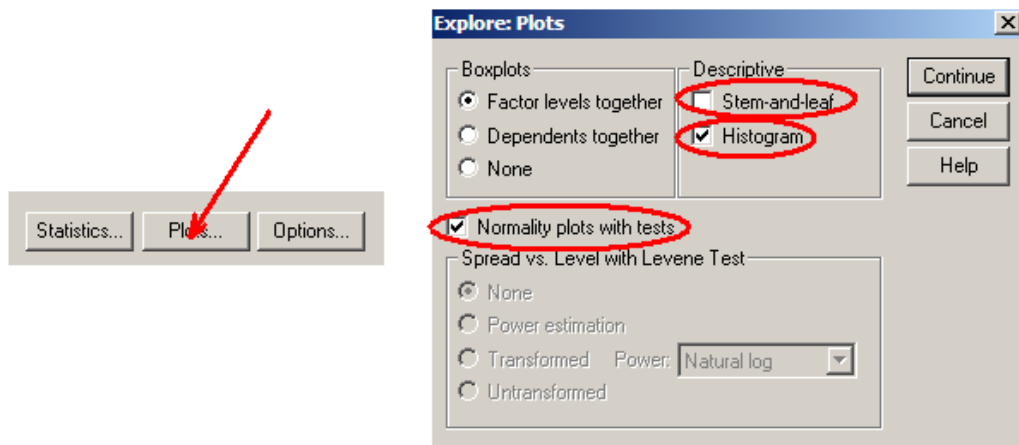 Statistics...
Plots...
Options...
Explore: Plots
Boxplots
Factor levels together
Dependents together
None
Descriptive
Stem-and-leaf
Histogram
Continue
Cancel
Help
Normality plots with tests
Spread vs. Level with Levene Test
None
Power estimation
Transformed Power: Natural log
Untransformed